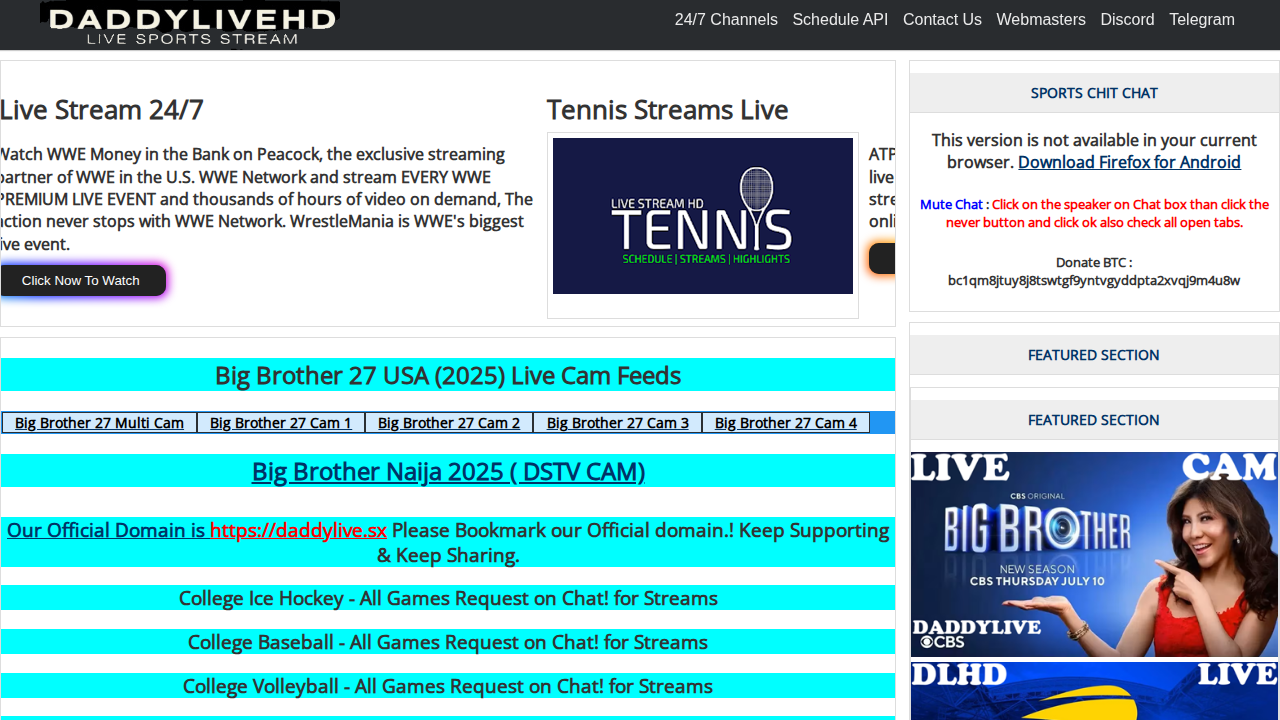 DADDYLIVEHD
LIVE SPORTS STREAM
24/7 Channels Schedule API Contact Us Webmasters Discord Telegram
Live Stream 24/7
Watch WWE Money in the Bank on Peacock, the exclusive streaming
partner of WWE in the U.S. WWE Network and stream EVERY WWE
PREMIUM LIVE EVENT and thousands of hours of video on demand, The
action never stops with WWE Network. WrestleMania is WWE's biggest
live event.
Click Now To Watch
Tennis Streams Live
LIVE STREAM HD
TENNIS
SCHEDULE | STREAMS | HIGHLIGHTS
ATP
live
stre
onli
Big Brother 27 USA (2025) Live Cam Feeds
Big Brother 27 Multi Cam Big Brother 27 Cam 1 Big Brother 27 Cam 2 Big Brother 27 Cam 3 Big Brother 27 Cam 4
Big Brother Naija 2025 ( DSTV CAM)
Our Official Domain is https://daddylive.sx Please Bookmark our Official domain.! Keep Supporting
& Keep Sharing.
College Ice Hockey - All Games Request on Chat! for Streams
College Baseball - All Games Request on Chat! for Streams
College Volleyball - All Games Request on Chat! for Streams
SPORTS CHIT CHAT
This version is not available in your current
browser. Download Firefox for Android
Mute Chat : Click on the speaker on Chat box than click the
never button and click ok also check all open tabs.
Donate BTC :
bc1qm8jtuy8j8tswtgf9yntvgyddpta2xvqj9m4u8w
FEATURED SECTION
FEATURED SECTION
LIVE CAM
CBS ORIGINAL
BIG BROTHER
NEW SEASON
CBS THURSDAY JULY 10
DADDYLIVE
CBS
DLHD LIVE